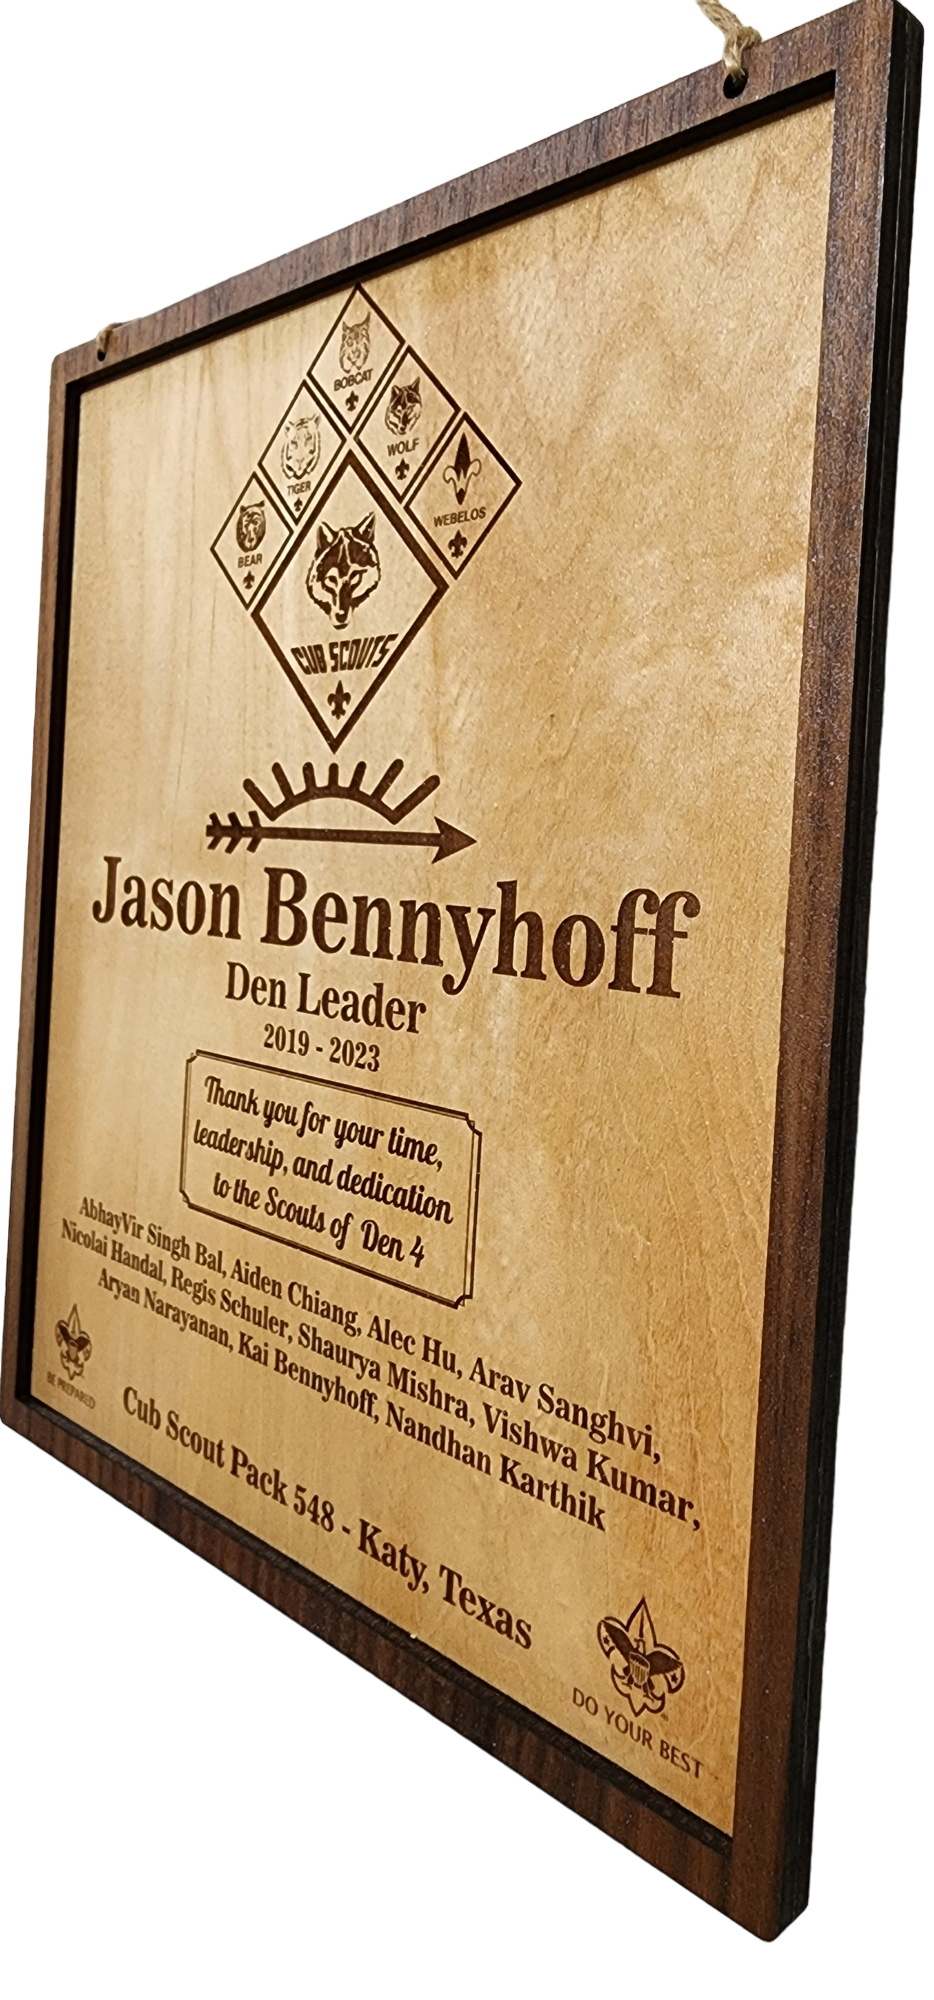 BOBCAT
TIGER
WOLF
BEAR
WEBELOS
CUB SCOUTS
Jason Bennyhoff
Den Leader
2019 - 2023
Thank you for your time,
leadership, and dedication
to the Scouts of Den 4
AbhayVir Singh Bal, Aiden Chiang, Alec Hu, Arav Sanghvi,
Nicolai Handal, Regis Schuler, Shaurya Mishra, Vishwa Kumar,
Aryan Narayanan, Kai Bennyhoff, Nandhan Karthik
BE PREPARED
Cub Scout Pack 548 - Katy, Texas
DO YOUR BEST